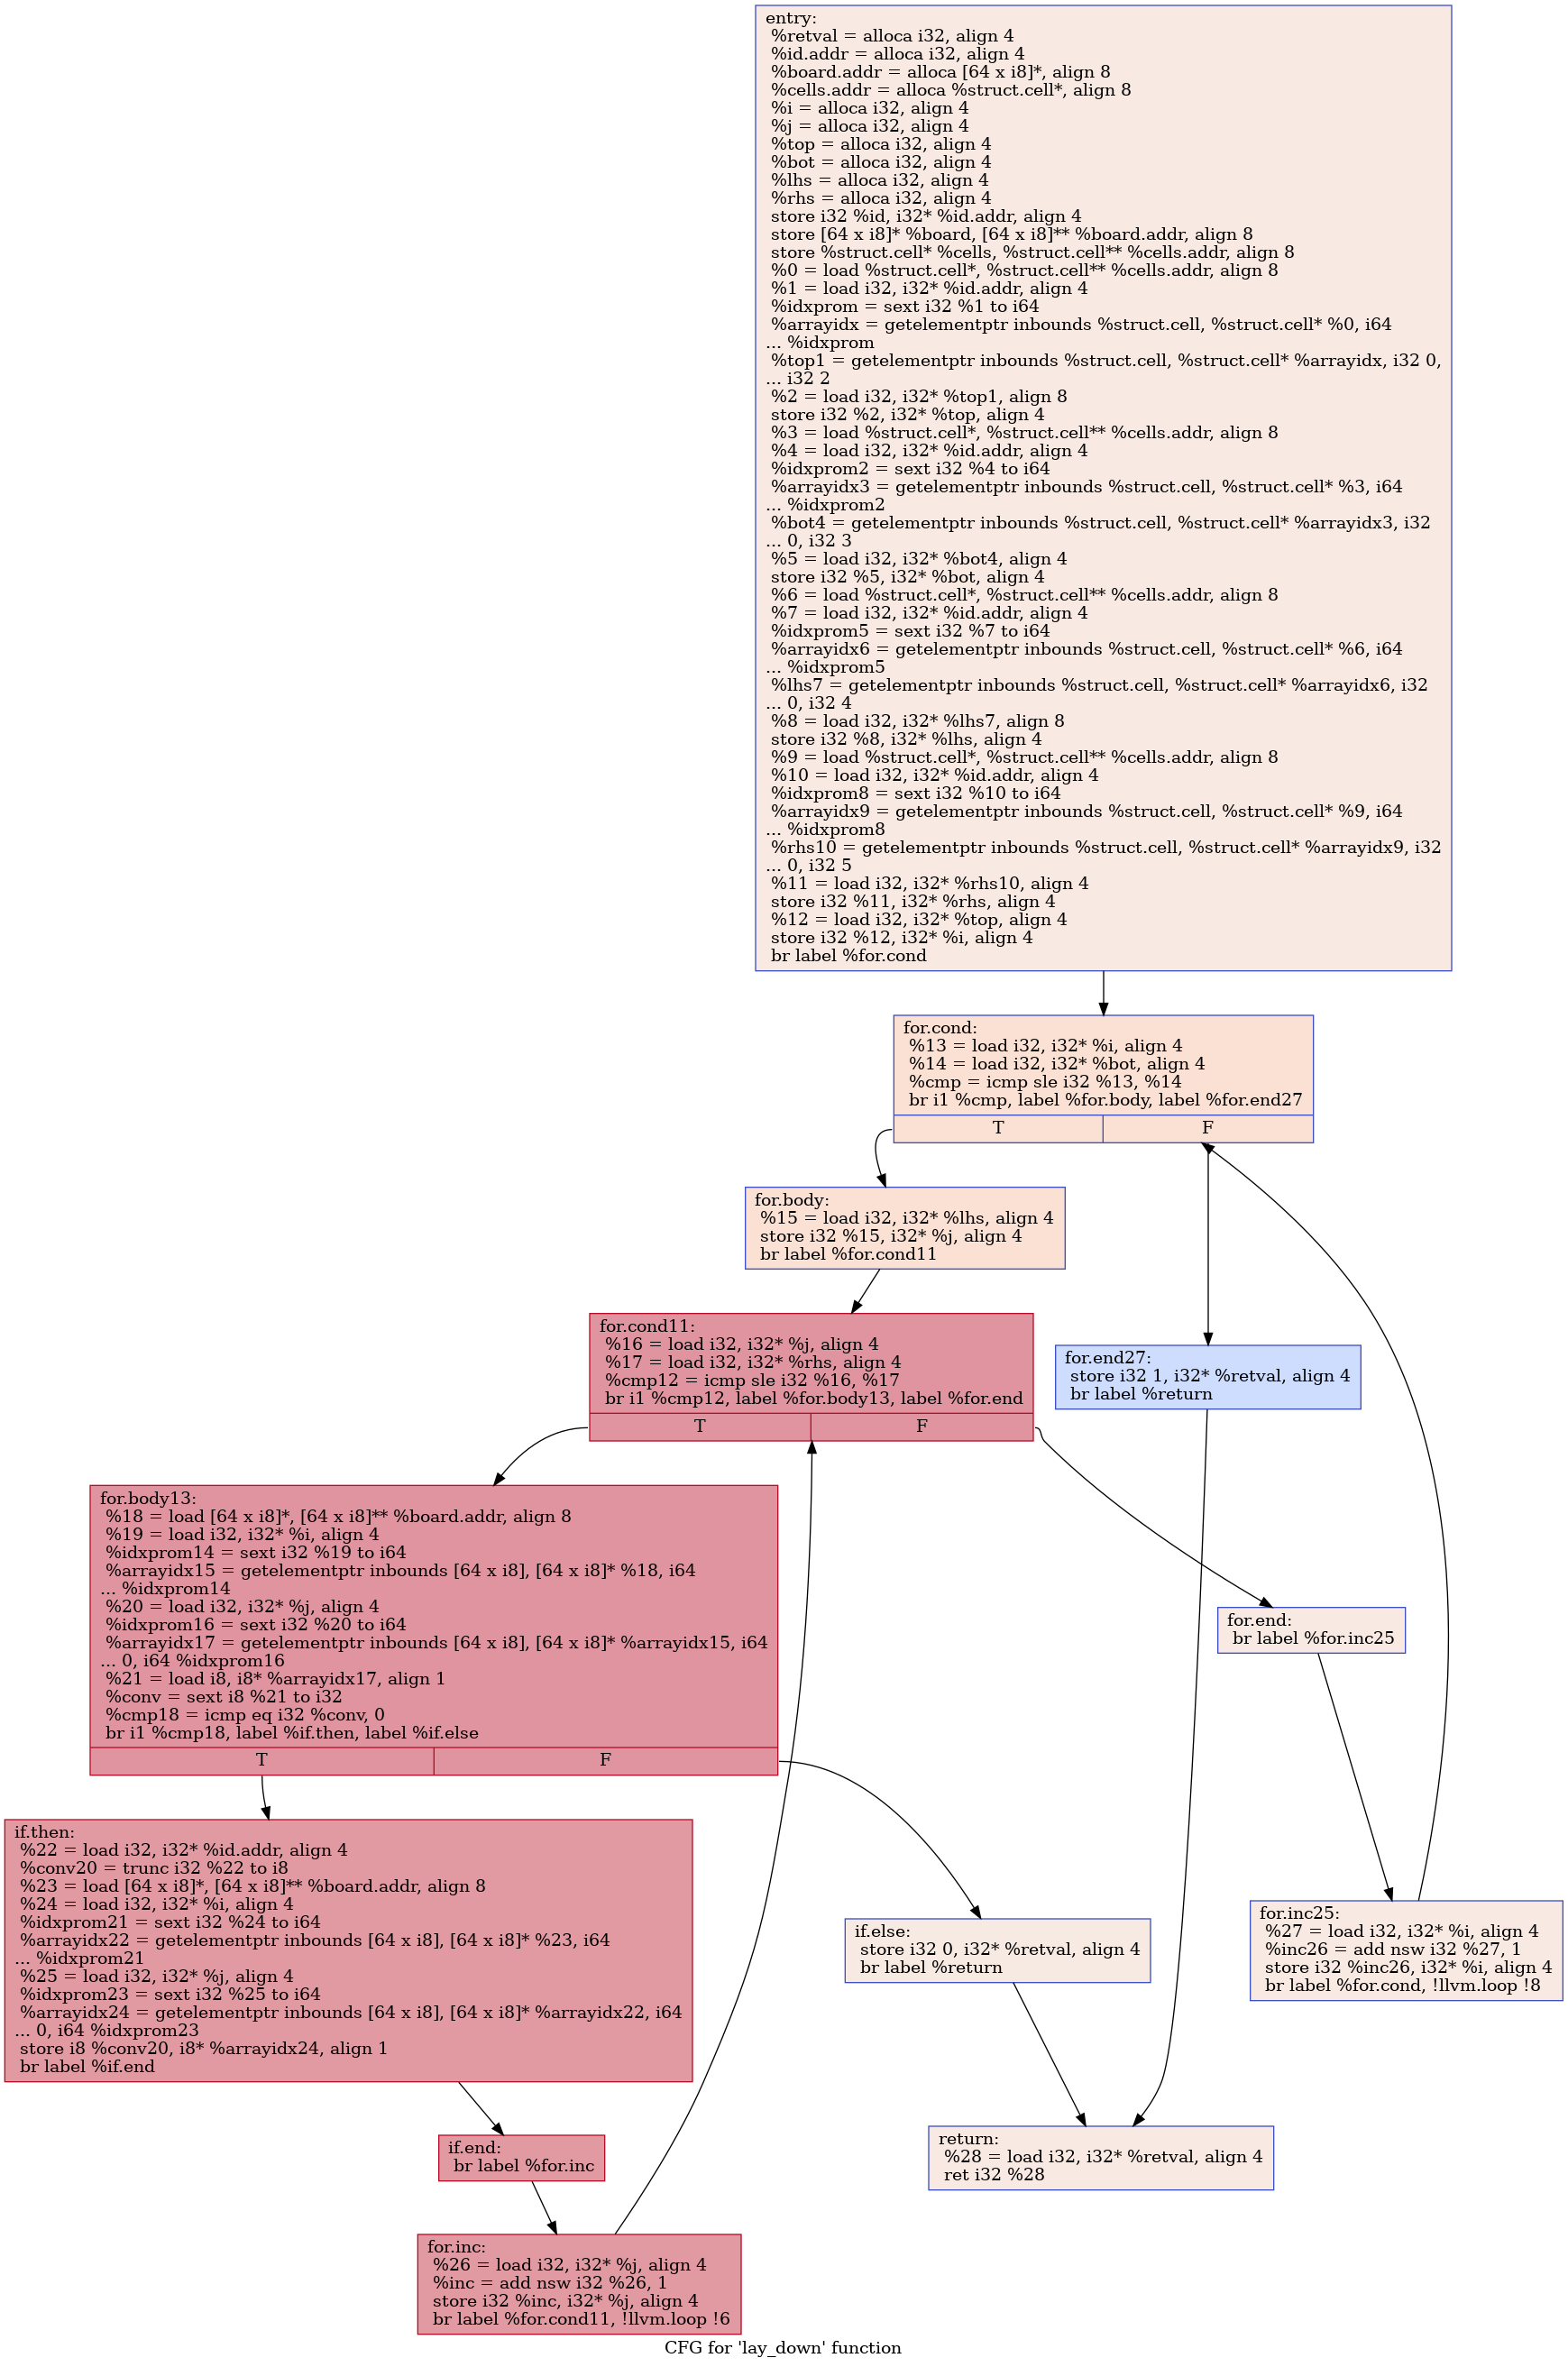 entry:
%retval = alloca i32, align 4
%id.addr = alloca i32, align 4
%board.addr = alloca [64 x i8]*, align 8
%cells.addr = alloca %struct.cell*, align 8
%i = alloca i32, align 4
%j = alloca i32, align 4
%top = alloca i32, align 4
%bot = alloca i32, align 4
%lhs = alloca i32, align 4
%rhs = alloca i32, align 4
store i32 %id, i32* %id.addr, align 4
store [64 x i8]* %board, [64 x i8]** %board.addr, align 8
store %struct.cell* %cells, %struct.cell** %cells.addr, align 8
%0 = load %struct.cell*, %struct.cell** %cells.addr, align 8
%1 = load i32, i32* %id.addr, align 4
%idxprom = sext i32 %1 to i64
%arrayidx = getelementptr inbounds %struct.cell, %struct.cell* %0, i64
... %idxprom
%top1 = getelementptr inbounds %struct.cell, %struct.cell* %arrayidx, i32 0,
... i32 2
%2 = load i32, i32* %top1, align 8
store i32 %2, i32* %top, align 4
%3 = load %struct.cell*, %struct.cell** %cells.addr, align 8
%4 = load i32, i32* %id.addr, align 4
%idxprom2 = sext i32 %4 to i64
%arrayidx3 = getelementptr inbounds %struct.cell, %struct.cell* %3, i64
... %idxprom2
%bot4 = getelementptr inbounds %struct.cell, %struct.cell* %arrayidx3, i32
... 0, i32 3
%5 = load i32, i32* %bot4, align 4
store i32 %5, i32* %bot, align 4
%6 = load %struct.cell*, %struct.cell** %cells.addr, align 8
%7 = load i32, i32* %id.addr, align 4
%idxprom5 = sext i32 %7 to i64
%arrayidx6 = getelementptr inbounds %struct.cell, %struct.cell* %6, i64
... %idxprom5
%lhs7 = getelementptr inbounds %struct.cell, %struct.cell* %arrayidx6, i32
... 0, i32 4
%8 = load i32, i32* %lhs7, align 8
store i32 %8, i32* %lhs, align 4
%9 = load %struct.cell*, %struct.cell** %cells.addr, align 8
%10 = load i32, i32* %id.addr, align 4
%idxprom8 = sext i32 %10 to i64
%arrayidx9 = getelementptr inbounds %struct.cell, %struct.cell* %9, i64
... %idxprom8
%rhs10 = getelementptr inbounds %struct.cell, %struct.cell* %arrayidx9, i32
... 0, i32 5
%11 = load i32, i32* %rhs10, align 4
store i32 %11, i32* %rhs, align 4
%12 = load i32, i32* %top, align 4
store i32 %12, i32* %i, align 4
br label %for.cond
for.cond:
%13 = load i32, i32* %i, align 4
%14 = load i32, i32* %bot, align 4
%cmp = icmp sle i32 %13, %14
br i1 %cmp, label %for.body, label %for.end27
T F
for.body:
%15 = load i32, i32* %lhs, align 4
store i32 %15, i32* %j, align 4
br label %for.cond11
for.cond11:
%16 = load i32, i32* %j, align 4
%17 = load i32, i32* %rhs, align 4
%cmp12 = icmp sle i32 %16, %17
br i1 %cmp12, label %for.body13, label %for.end
T F
for.end27:
store i32 1, i32* %retval, align 4
br label %return
for.body13:
%18 = load [64 x i8]*, [64 x i8]** %board.addr, align 8
%19 = load i32, i32* %i, align 4
%idxprom14 = sext i32 %19 to i64
%arrayidx15 = getelementptr inbounds [64 x i8], [64 x i8]* %18, i64
... %idxprom14
%20 = load i32, i32* %j, align 4
%idxprom16 = sext i32 %20 to i64
%arrayidx17 = getelementptr inbounds [64 x i8], [64 x i8]* %arrayidx15, i64
... 0, i64 %idxprom16
%21 = load i8, i8* %arrayidx17, align 1
%conv = sext i8 %21 to i32
%cmp18 = icmp eq i32 %conv, 0
br i1 %cmp18, label %if.then, label %if.else
T F
for.end:
br label %for.inc25
if.then:
%22 = load i32, i32* %id.addr, align 4
%conv20 = trunc i32 %22 to i8
%23 = load [64 x i8]*, [64 x i8]** %board.addr, align 8
%24 = load i32, i32* %i, align 4
%idxprom21 = sext i32 %24 to i64
%arrayidx22 = getelementptr inbounds [64 x i8], [64 x i8]* %23, i64
... %idxprom21
%25 = load i32, i32* %j, align 4
%idxprom23 = sext i32 %25 to i64
%arrayidx24 = getelementptr inbounds [64 x i8], [64 x i8]* %arrayidx22, i64
... 0, i64 %idxprom23
store i8 %conv20, i8* %arrayidx24, align 1
br label %if.end
if.else:
store i32 0, i32* %retval, align 4
br label %return
for.inc25:
%27 = load i32, i32* %i, align 4
%inc26 = add nsw i32 %27, 1
store i32 %inc26, i32* %i, align 4
br label %for.cond, !llvm.loop !8
if.end:
br label %for.inc
return:
%28 = load i32, i32* %retval, align 4
ret i32 %28
for.inc:
%26 = load i32, i32* %j, align 4
%inc = add nsw i32 %26, 1
store i32 %inc, i32* %j, align 4
br label %for.cond11, !llvm.loop !6
CFG for 'lay_down' function